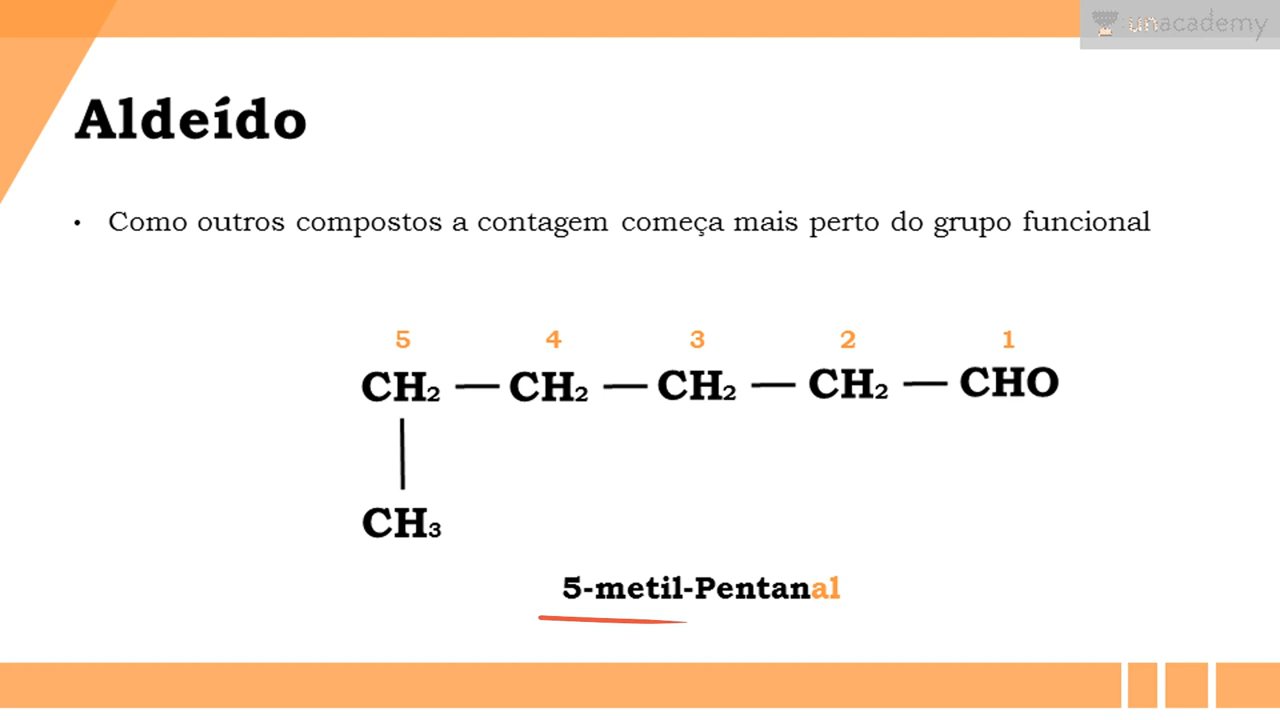 unacademy
Aldeído
• Como outros compostos a contagem começa mais perto do grupo funcional
5 4 3 2 1
CH₂ — CH₂ — CH₂ — CH₂ — CHO
|
CH₃
5-metil-Pentanal